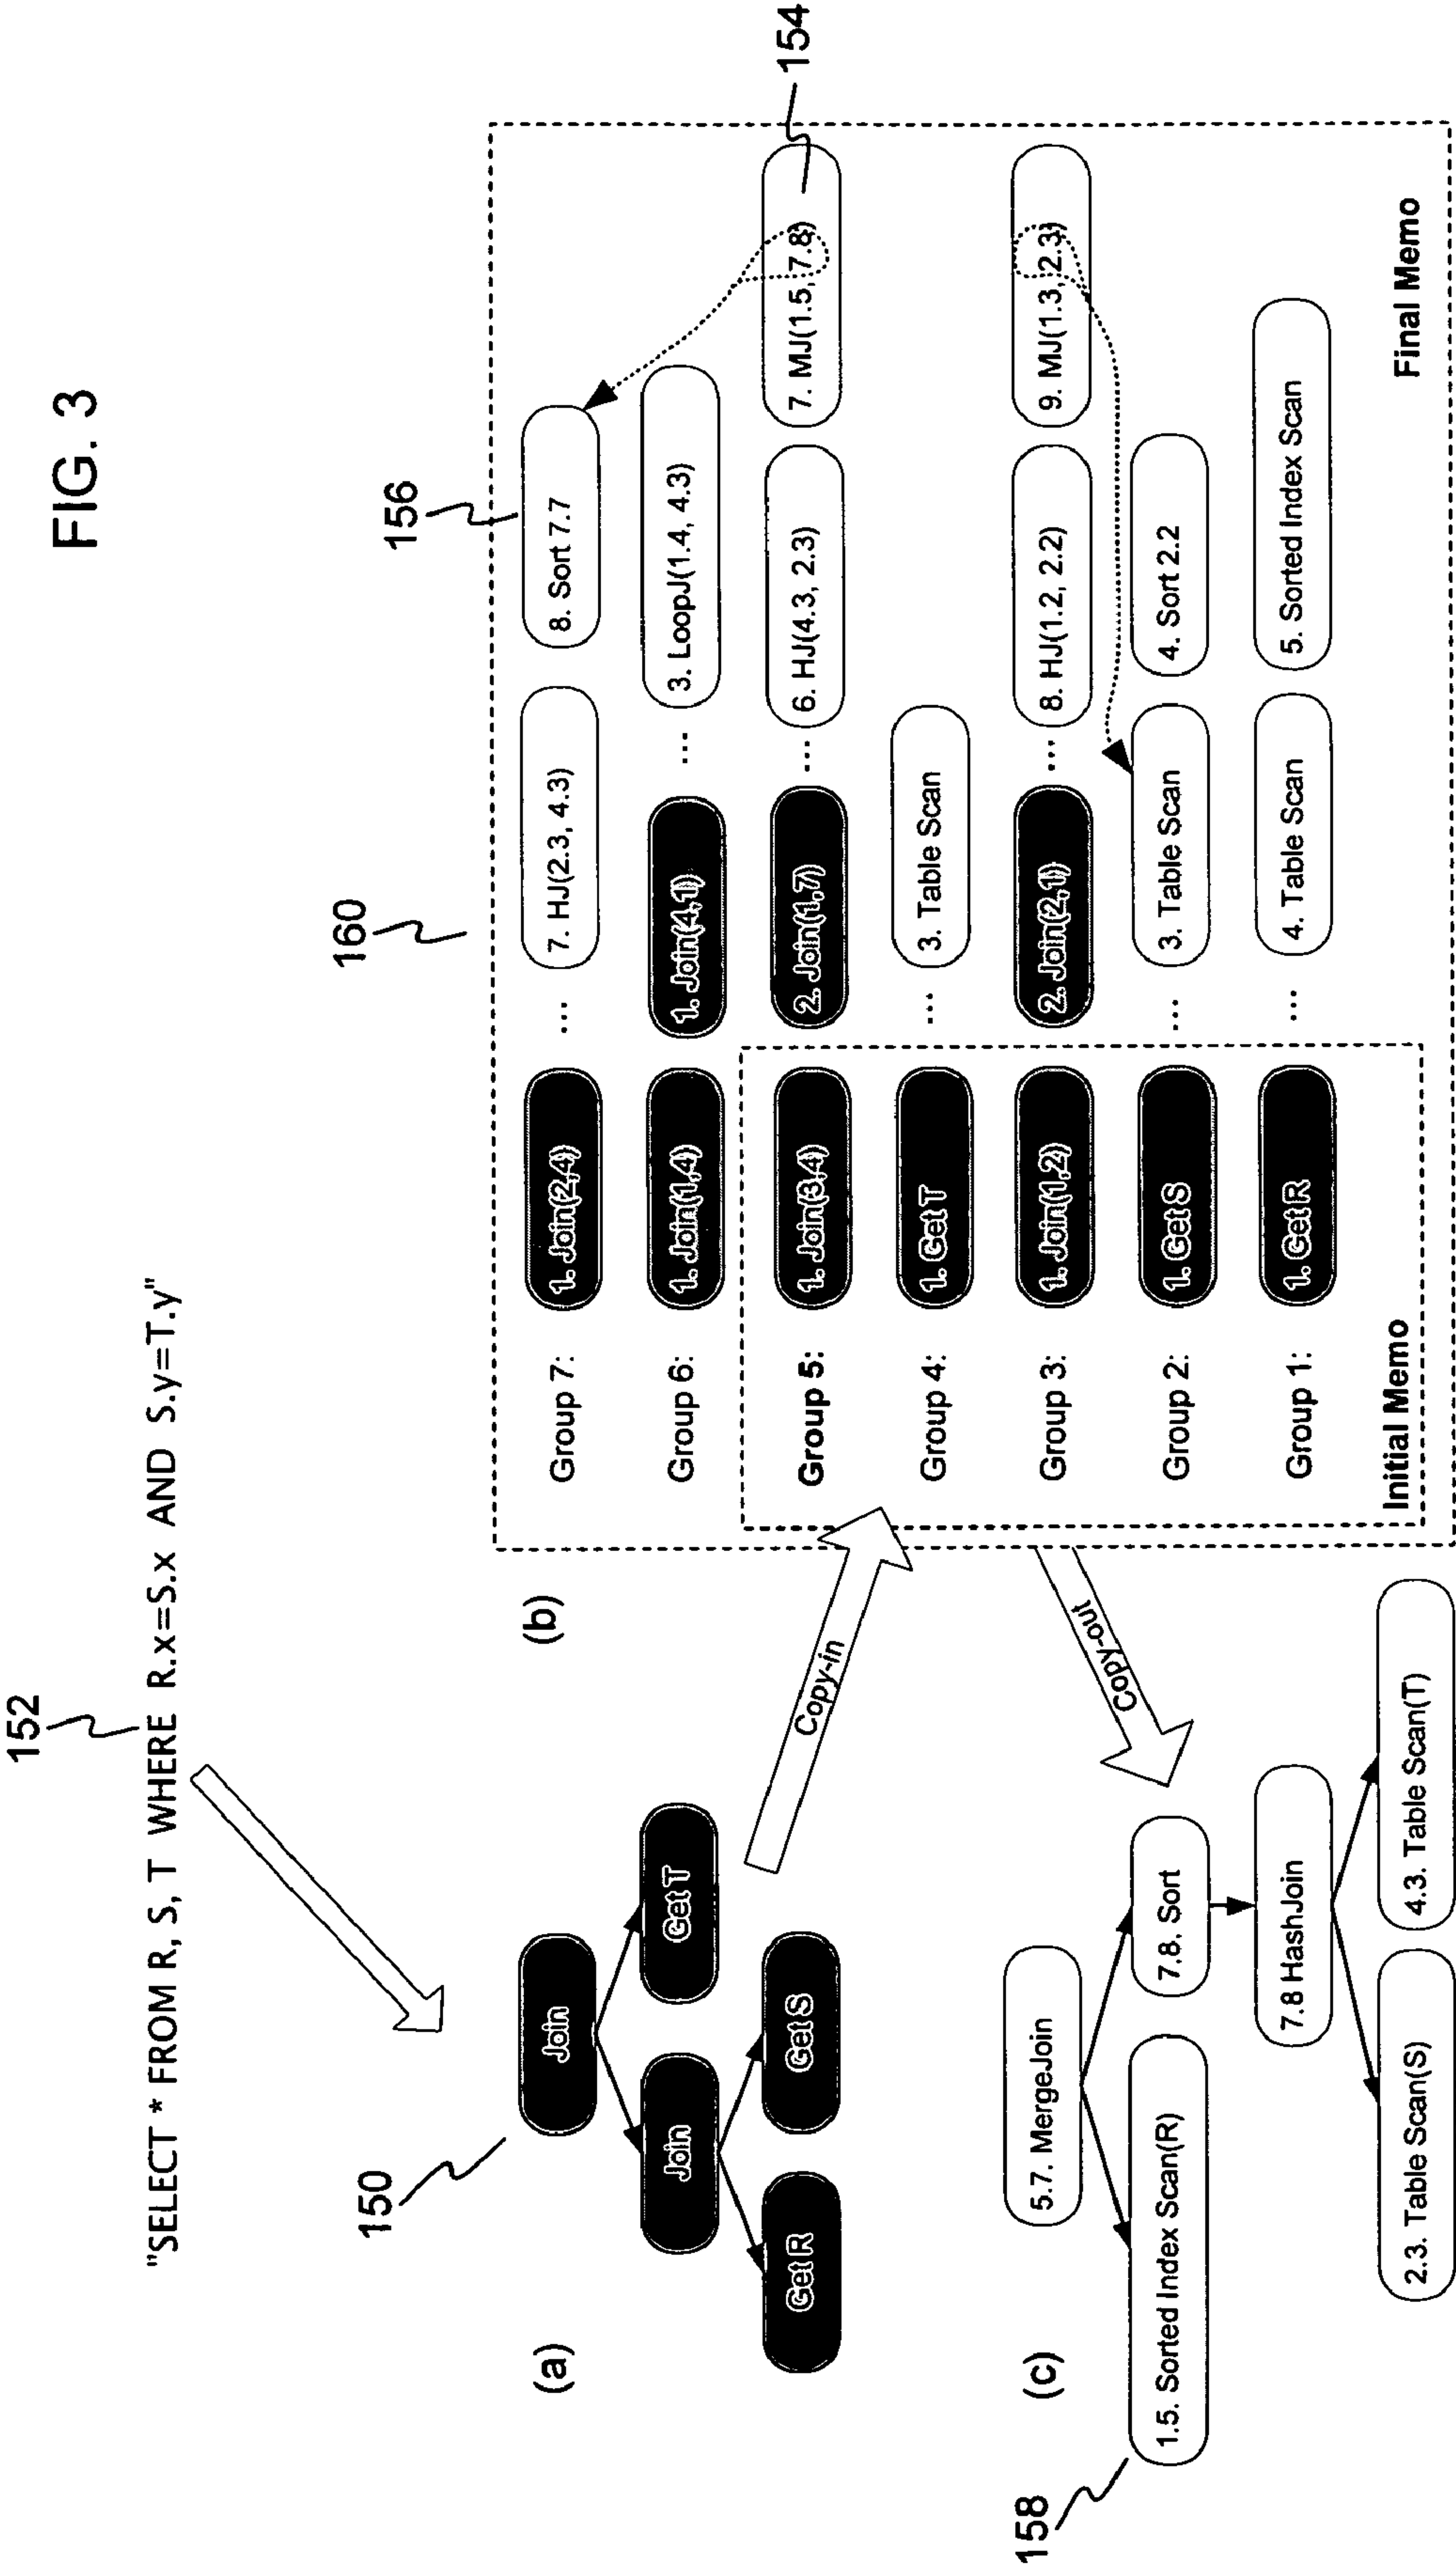 FIG. 3
152
"SELECT * FROM R, S, T WHERE R.x=S.x AND S.y=T.y"
150
(a)
Join
Join
Get T
Get R
Get S
Copy-in
(b)
160
156
154
Group 7:
1. Join(2,4)
...
7. HJ(2.3, 4.3)
8. Sort 7.7
Group 6:
1. Join(1,4)
1. Join(4,1)
...
3. LoopJ(1.4, 4.3)
Group 5:
1. Join(3,4)
2. Join(1,7)
...
6. HJ(4.3, 2.3)
7. MJ(1.5, 7.8)
Group 4:
1. Get T
...
3. Table Scan
Group 3:
1. Join(1,2)
2. Join(2,1)
...
8. HJ(1.2, 2.2)
9. MJ(1.3, 2.3)
Group 2:
1. Get S
...
3. Table Scan
4. Sort 2.2
Group 1:
1. Get R
...
4. Table Scan
5. Sorted Index Scan
Initial Memo
Final Memo
Copy-out
(c)
158
5.7. MergeJoin
1.5. Sorted Index Scan(R)
7.8. Sort
7.8 HashJoin
2.3. Table Scan(S)
4.3. Table Scan(T)